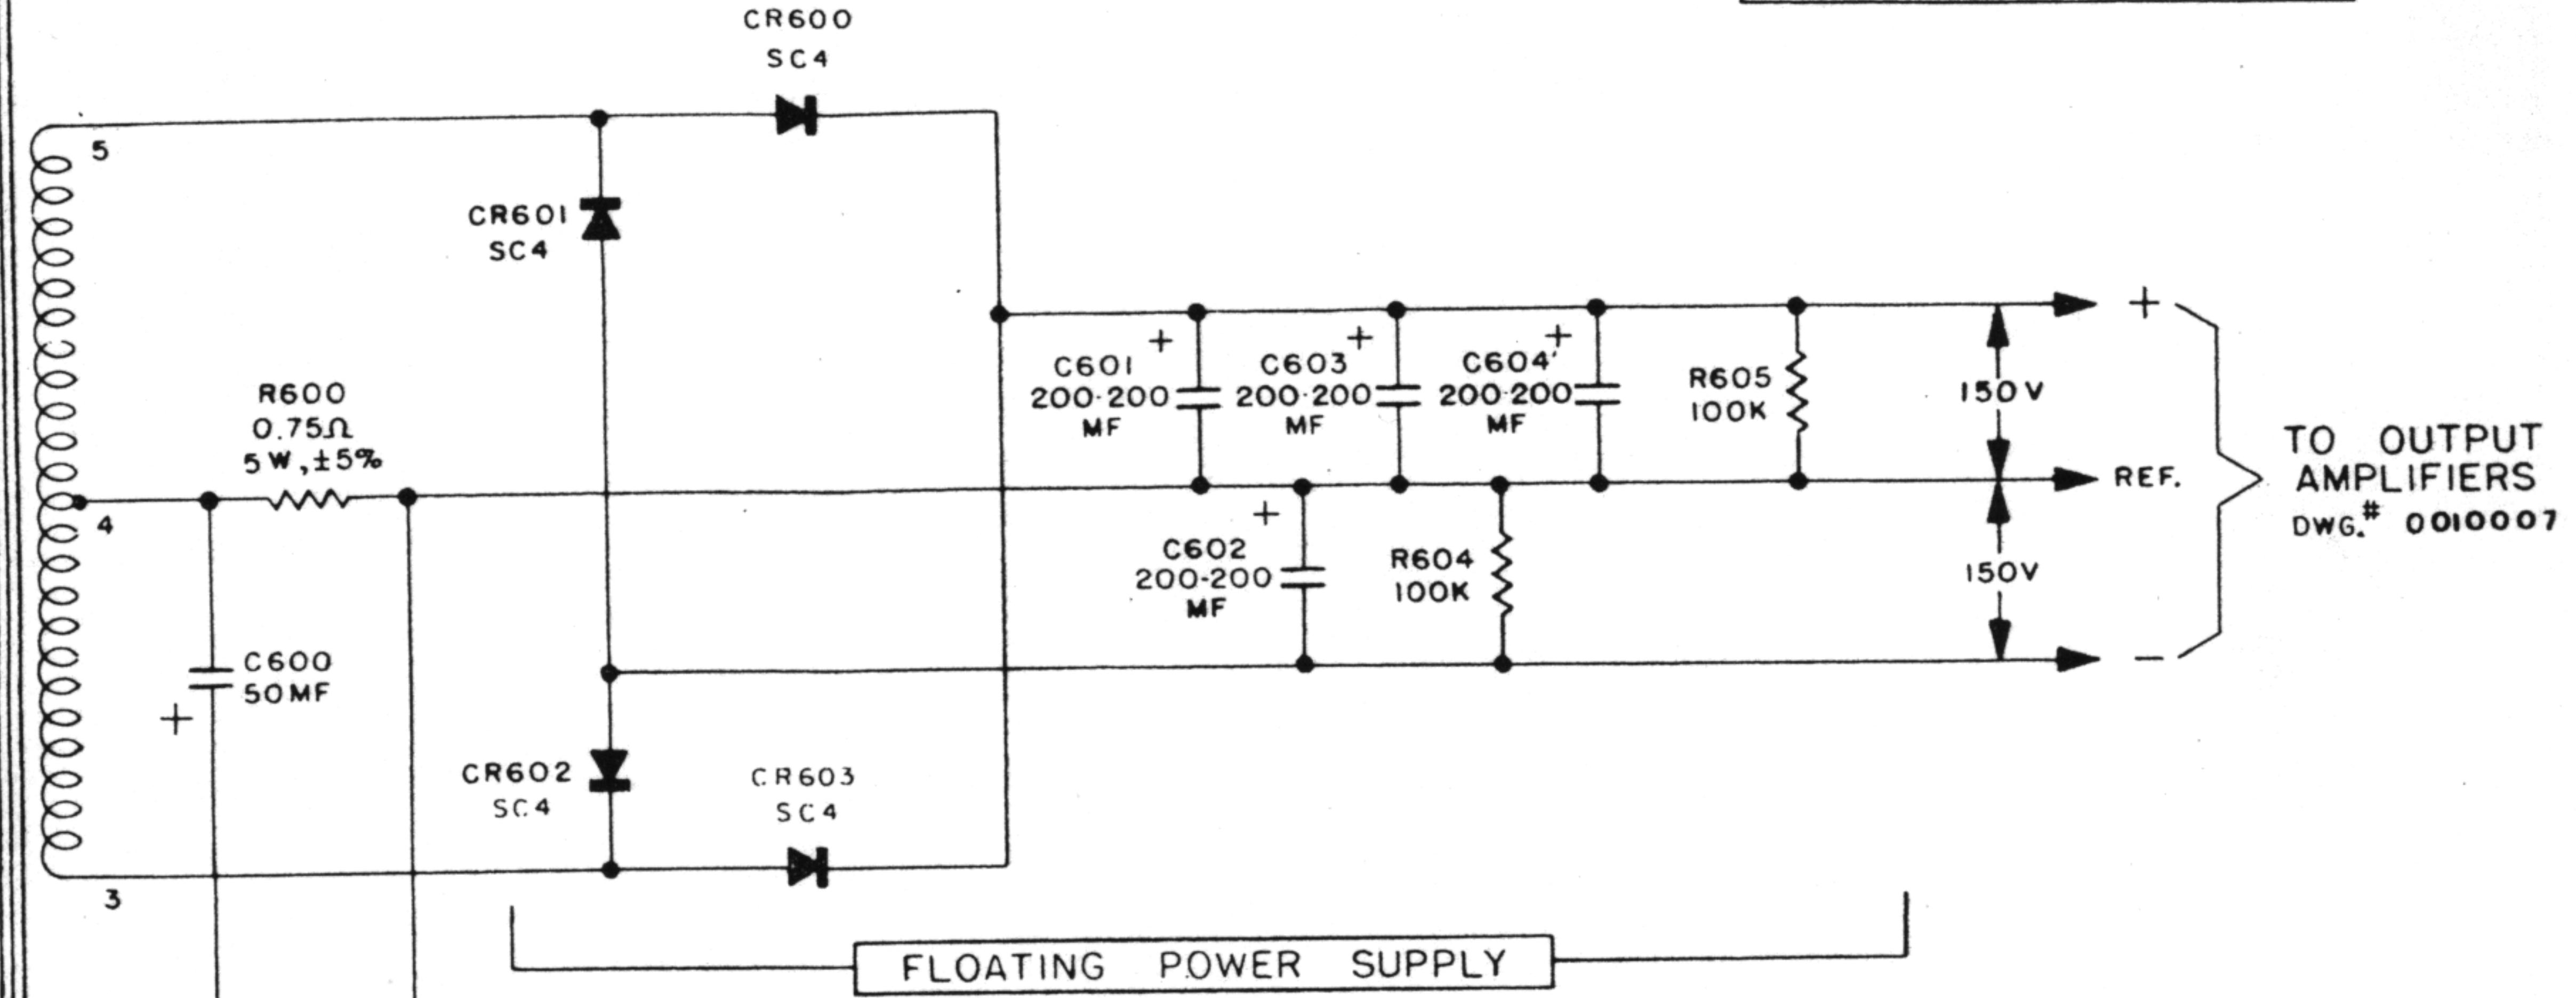 CR600
SC4
5
CR601
SC4
R600
0.75Ω
5W,±5%
4
C600
50MF
+
CR602
SC4
CR603
SC4
3
+
C601
200-200
MF
+
C603
200-200
MF
+
C604
200-200
MF
R605
100K
+
C602
200-200
MF
R604
100K
150V
150V
+
REF.
−
TO OUTPUT
AMPLIFIERS
DWG.# 0010007
FLOATING POWER SUPPLY